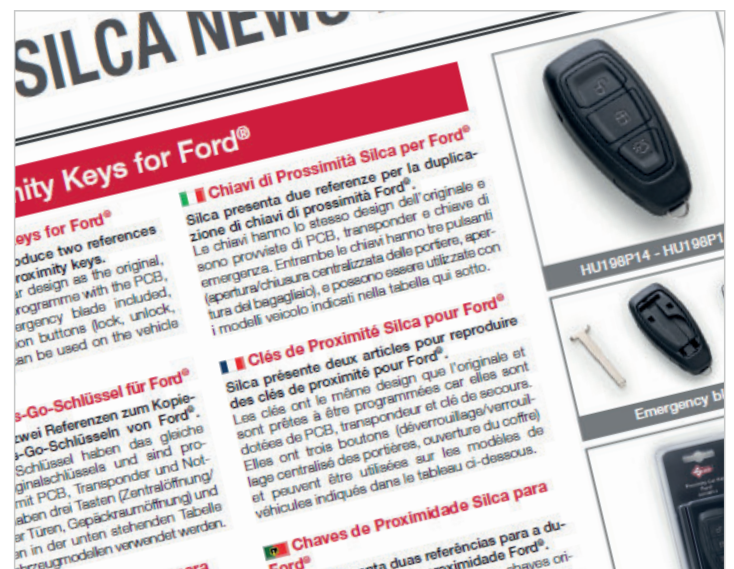 SILCA NEWS
ity Keys for Ford®
eys for Ford®
oduce two references
roximity keys.
ar design as the original,
programme with the PCB,
ergency blade included,
on buttons (lock, unlock,
an be used on the vehicle
s-Go-Schlüssel für Ford®
zwei Referenzen zum Kopie-
s-Go-Schlüsseln von Ford®.
Schlüssel haben das gleiche
ginalschlüssels und sind pro-
mit PCB, Transponder und Not-
aben drei Tasten (Zentralöffnung/
er Türen, Gepäckraumöffnung) und
en in der unten stehenden Tabelle
ahrzeugmodellen verwendet werden.
Chiavi di Prossimità Silca per Ford®
Silca presenta due referenze per la duplica-
zione di chiavi di prossimità Ford®.
Le chiavi hanno lo stesso design dell'originale e
sono provviste di PCB, transponder e chiave di
emergenza. Entrambe le chiavi hanno tre pulsanti
(apertura/chiusura centralizzata delle portiere, aper-
tura del bagagliaio), e possono essere utilizzate con
i modelli veicolo indicati nella tabella qui sotto.
Clés de Proximité Silca pour Ford®
Silca présente deux articles pour reproduire
des clés de proximité pour Ford®.
Les clés ont le même design que l'originale et
sont prêtes à être programmées car elles sont
dotées de PCB, transpondeur et clé de secours.
Elles ont trois boutons (déverrouillage/verrouil-
lage centralisé des portières, ouverture du coffre)
et peuvent être utilisées sur les modèles de
véhicules indiqués dans le tableau ci-dessous.
Chaves de Proximidade Silca para
Ford®
enta duas referências para a du-
roximidade Ford®.
chaves ori-
HU198P14 - HU198P1
Emergency bl